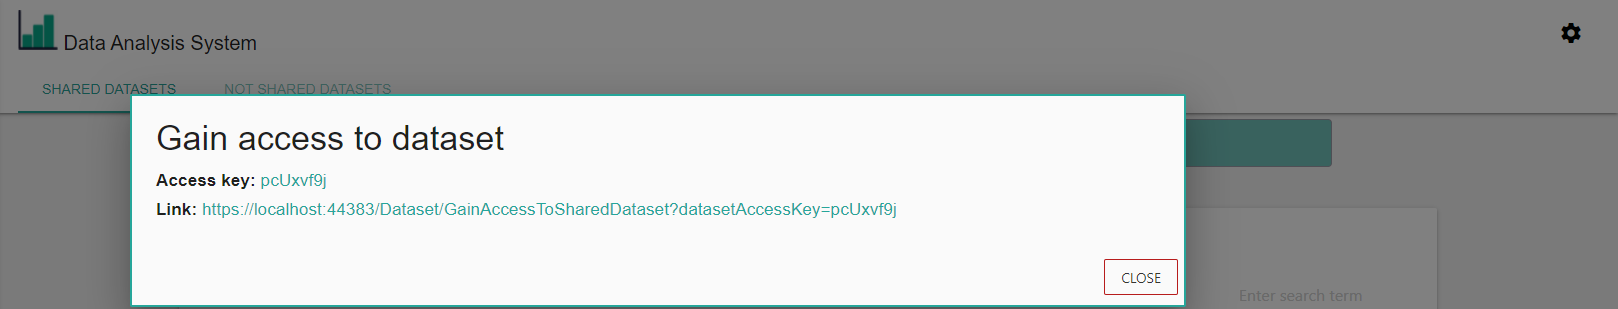 Data Analysis System
SHARED DATASETS NOT SHARED DATASETS
Gain access to dataset
Access key: pcUxvf9j
Link: https://localhost:44383/Dataset/GainAccessToSharedDataset?datasetAccessKey=pcUxvf9j
CLOSE
Enter search term